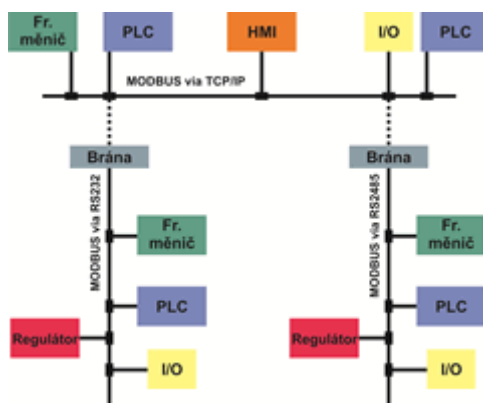 Fr.
měnič
PLC
HMI
I/O
PLC
MODBUS via TCP/IP
Brána
Brána
MODBUS via RS232
MODBUS via RS2485
Fr.
měnič
Fr.
měnič
PLC
PLC
Regulátor
Regulátor
I/O
I/O